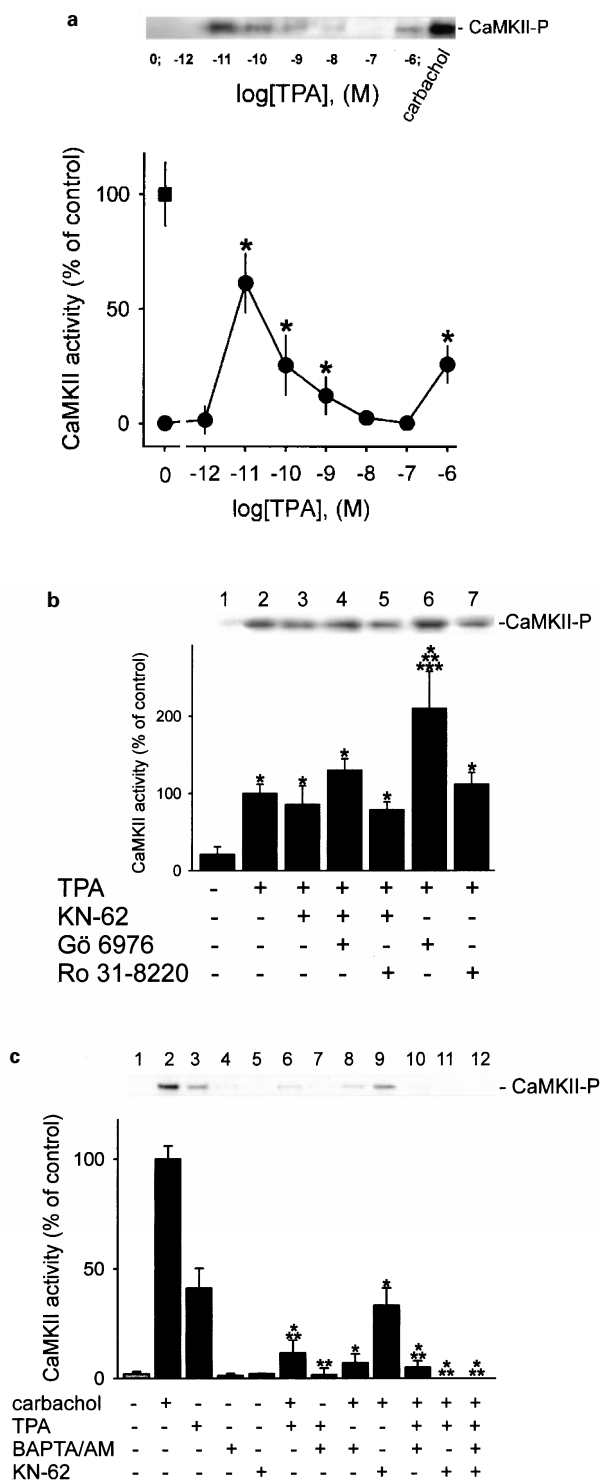 a
- CaMKII-P
0; -12 -11 -10 -9 -8 -7 -6; carbachol
log[TPA], (M)
CaMKII activity (% of control)
100
*
*
*
*
50
0
0 -12 -11 -10 -9 -8 -7 -6
log[TPA], (M)
b
1 2 3 4 5 6 7
-CaMKII-P
CaMKII activity (% of control)
*
**
***
200
*
* * * *
100
0
TPA - + + + + + +
KN-62 - - + + + - -
Gö 6976 - - - + - + -
Ro 31-8220 - - - - + - +
c
1 2 3 4 5 6 7 8 9 10 11 12
- CaMKII-P
CaMKII activity (% of control)
100
50
*
* * * * *
** ** ** ** **
0
carbachol - + - - - + - + + + + +
TPA - - + - - + + - - + + +
BAPTA/AM - - - + - - + + - + - +
KN-62 - - - - + - - - + - + +